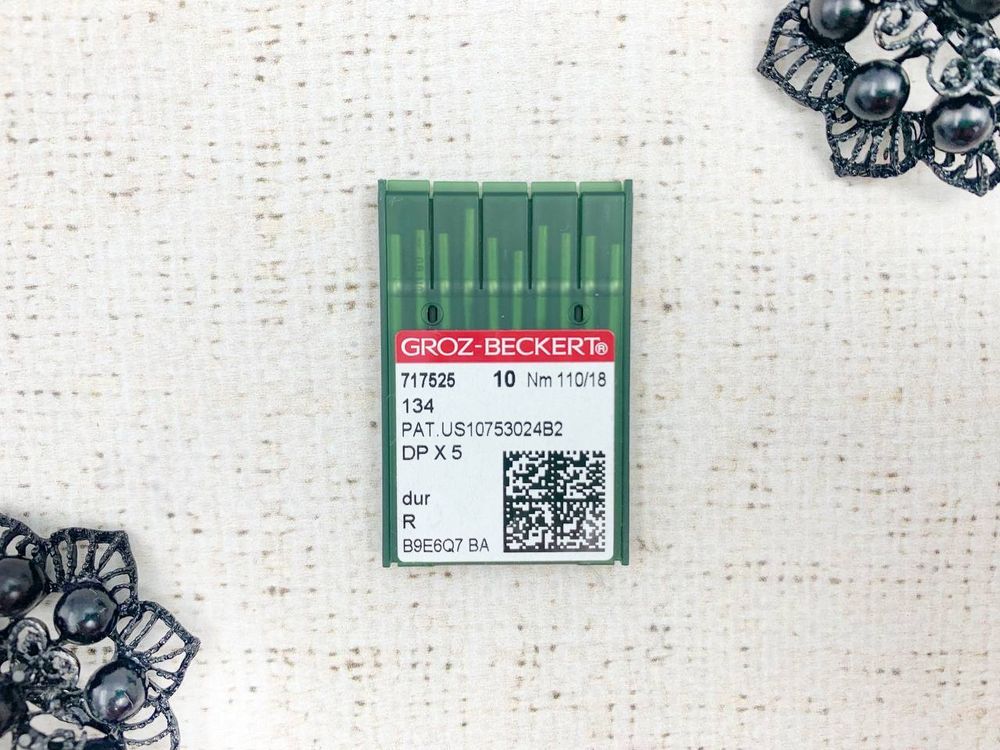 GROZ-BECKERT®
717525 10 Nm 110/18
134
PAT.US10753024B2
DP X 5
dur
R
B9E6Q7 BA